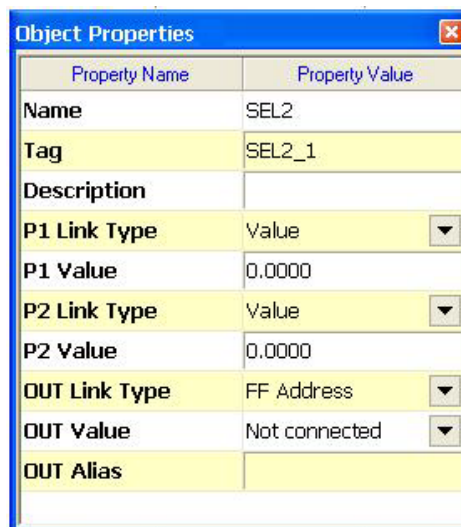 Object Properties
Property Name Property Value
Name SEL2
Tag SEL2_1
Description
P1 Link Type Value
P1 Value 0.0000
P2 Link Type Value
P2 Value 0.0000
OUT Link Type FF Address
OUT Value Not connected
OUT Alias